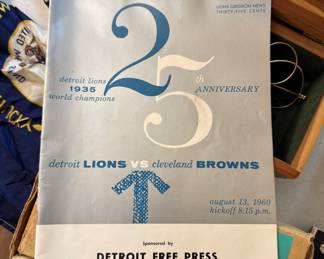 LIONS GRIDIRON NEWS
THIRTY-FIVE CENTS
25
th
ANNIVERSARY
detroit lions
1935
world champions
detroit LIONS VS cleveland BROWNS
august 13, 1960
kickoff 8:15 p.m.
Sponsored by
DETROIT FREE PRESS